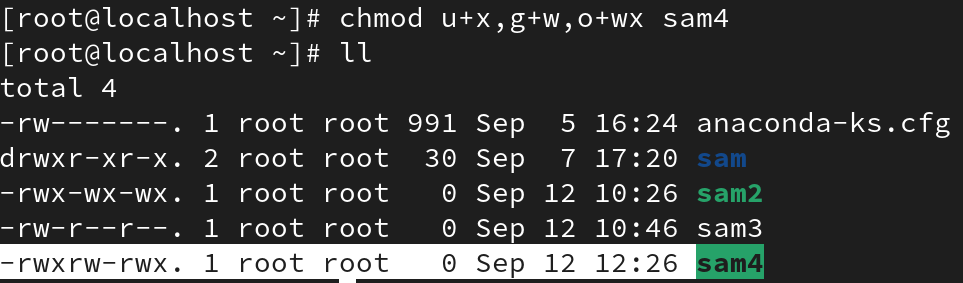 [root@localhost ~]# chmod u+x,g+w,o+wx sam4
[root@localhost ~]# ll
total 4
-rw-------. 1 root root 991 Sep  5 16:24 anaconda-ks.cfg
drwxr-xr-x. 2 root root  30 Sep  7 17:20 sam
-rwx-wx-wx. 1 root root   0 Sep 12 10:26 sam2
-rw-r--r--. 1 root root   0 Sep 12 10:46 sam3
-rwxrw-rwx. 1 root root   0 Sep 12 12:26 sam4